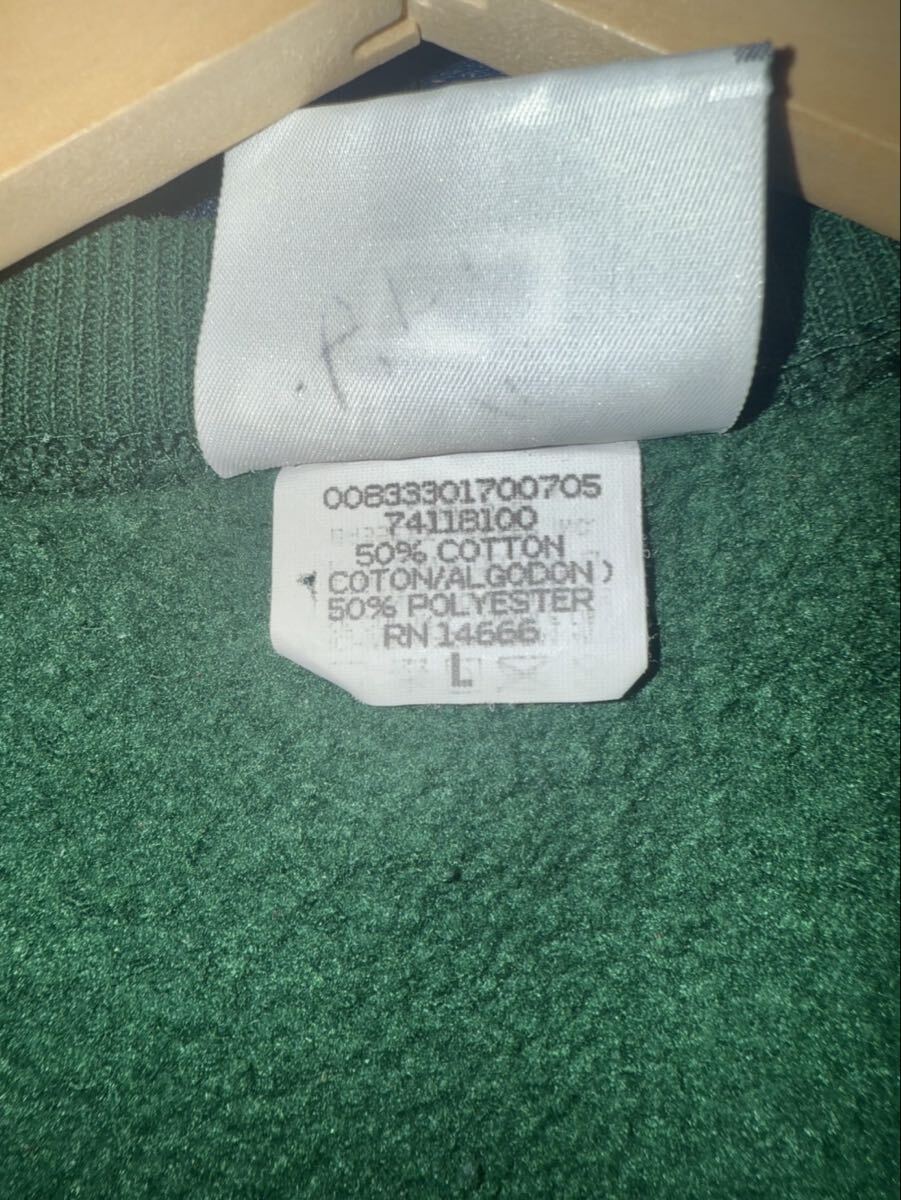 00833301700705
74118100
50% COTTON
COTON/ALGODON)
50% POLYESTER
RN 14666
L